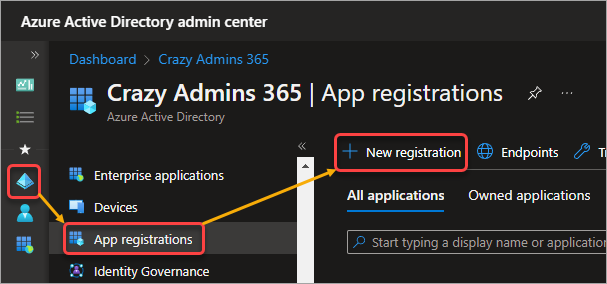 Azure Active Directory admin center
Dashboard > Crazy Admins 365
Crazy Admins 365 | App registrations
Azure Active Directory
Enterprise applications
Devices
App registrations
Identity Governance
New registration
Endpoints
All applications
Owned applications
Start typing a display name or application